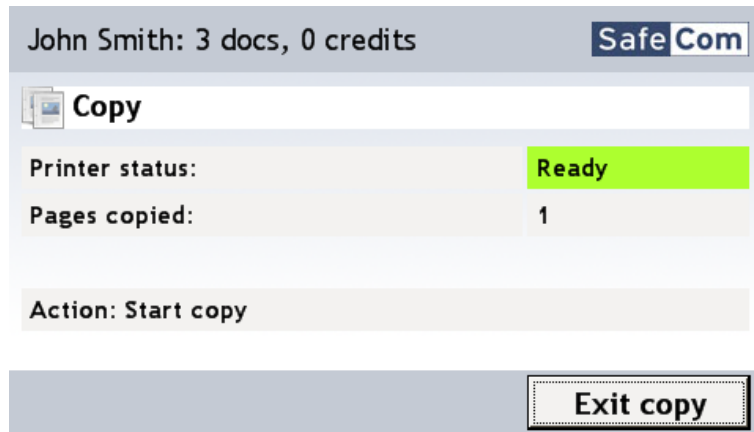 John Smith: 3 docs, 0 credits SafeCom
Copy
Printer status: Ready
Pages copied: 1
Action: Start copy
Exit copy